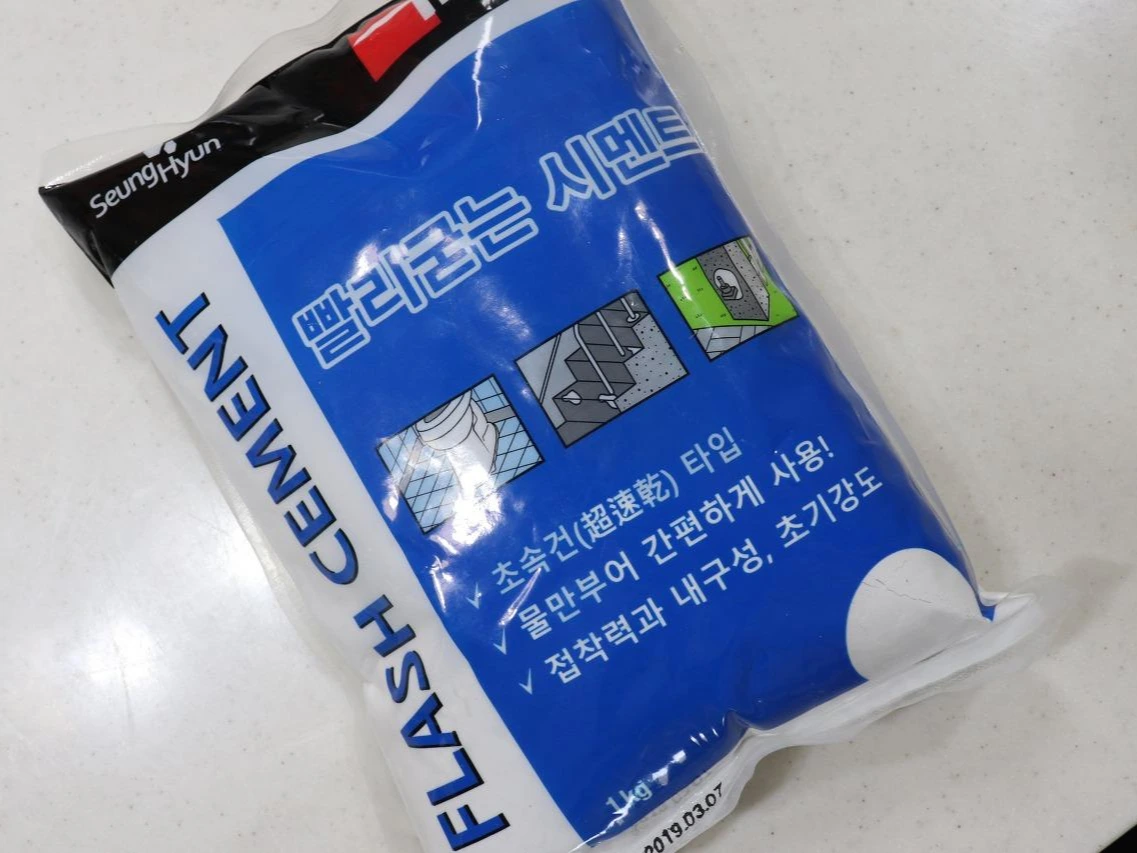 SeungHyun
빨리굳는 시멘트
FLASH CEMENT
✓ 초속건(超速乾) 타입
✓ 물만부어 간편하게 사용!
✓ 접착력과 내구성, 초기강도
1kg
2019.03.07